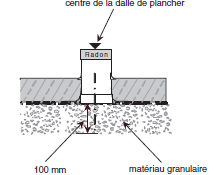 centre de la dalle de plancher
Radon
100 mm
matériau granulaire